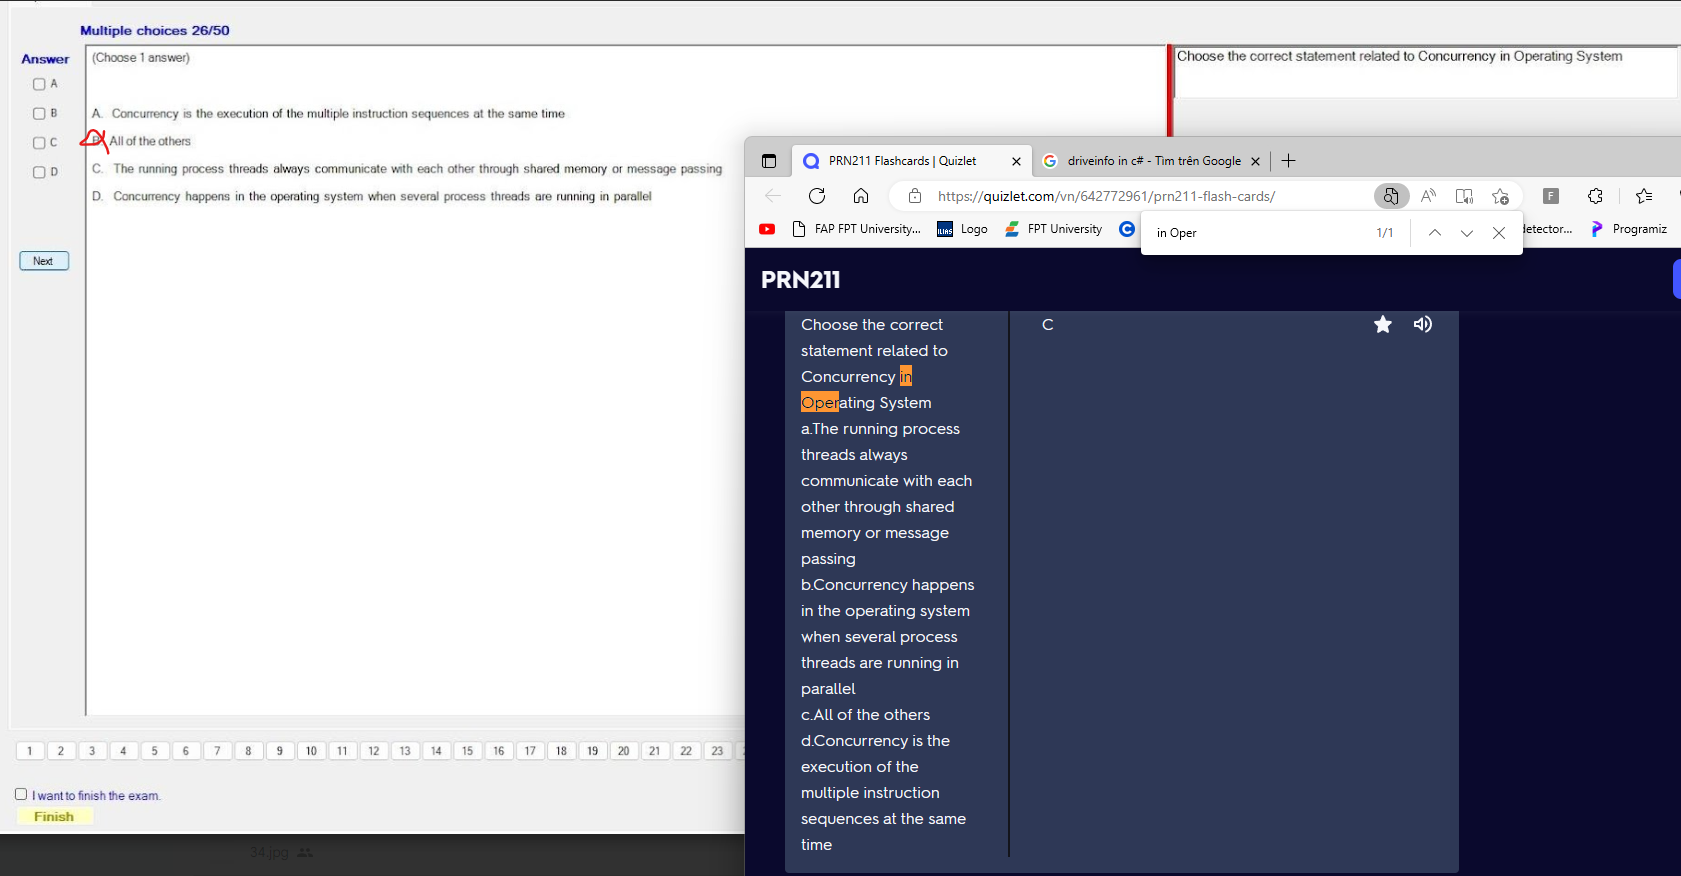 Multiple choices 26/50
Answer
(Choose 1 answer)
A
B
C
D
A. Concurrency is the execution of the multiple instruction sequences at the same time
B. All of the others
C. The running process threads always communicate with each other through shared memory or message passing
D. Concurrency happens in the operating system when several process threads are running in parallel
Next
1 2 3 4 5 6 7 8 9 10 11 12 13 14 15 16 17 18 19 20 21 22 23
I want to finish the exam.
Finish
34.jpg
Choose the correct statement related to Concurrency in Operating System
PRN211 Flashcards | Quizlet
driveinfo in c# - Tìm trên Google
https://quizlet.com/vn/642772961/prn211-flash-cards/
FAP FPT University...
Logo
FPT University
in Oper
1/1
detector...
Programiz
PRN211
Choose the correct
statement related to
Concurrency in
Operating System
a.The running process
threads always
communicate with each
other through shared
memory or message
passing
b.Concurrency happens
in the operating system
when several process
threads are running in
parallel
c.All of the others
d.Concurrency is the
execution of the
multiple instruction
sequences at the same
time
C